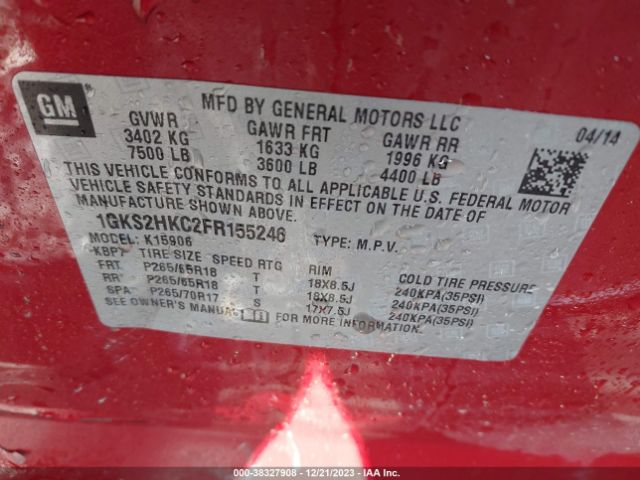 GM
MFD BY GENERAL MOTORS LLC
04/14
GVWR GAWR FRT GAWR RR
3402 KG 1633 KG 1996 KG
7500 LB 3600 LB 4400 LB
THIS VEHICLE CONFORMS TO ALL APPLICABLE U.S. FEDERAL MOTOR
VEHICLE SAFETY STANDARDS IN EFFECT ON THE DATE OF
MANUFACTURE SHOWN ABOVE.
1GKS2HKC2FR155246 TYPE: M.P.V.
MODEL: K15906
KBP7 TIRE SIZE SPEED RTG RIM COLD TIRE PRESSURE
FRT P265/65R18 T 18X8.5J 240KPA(35PSI)
RR P265/65R18 T 18X8.5J 240KPA(35PSI)
SPA P265/70R17 S 17X7.5J 240KPA(35PSI)
SEE OWNER'S MANUAL FOR MORE INFORMATION.
000-38327908 - 12/21/2023 - IAA Inc.